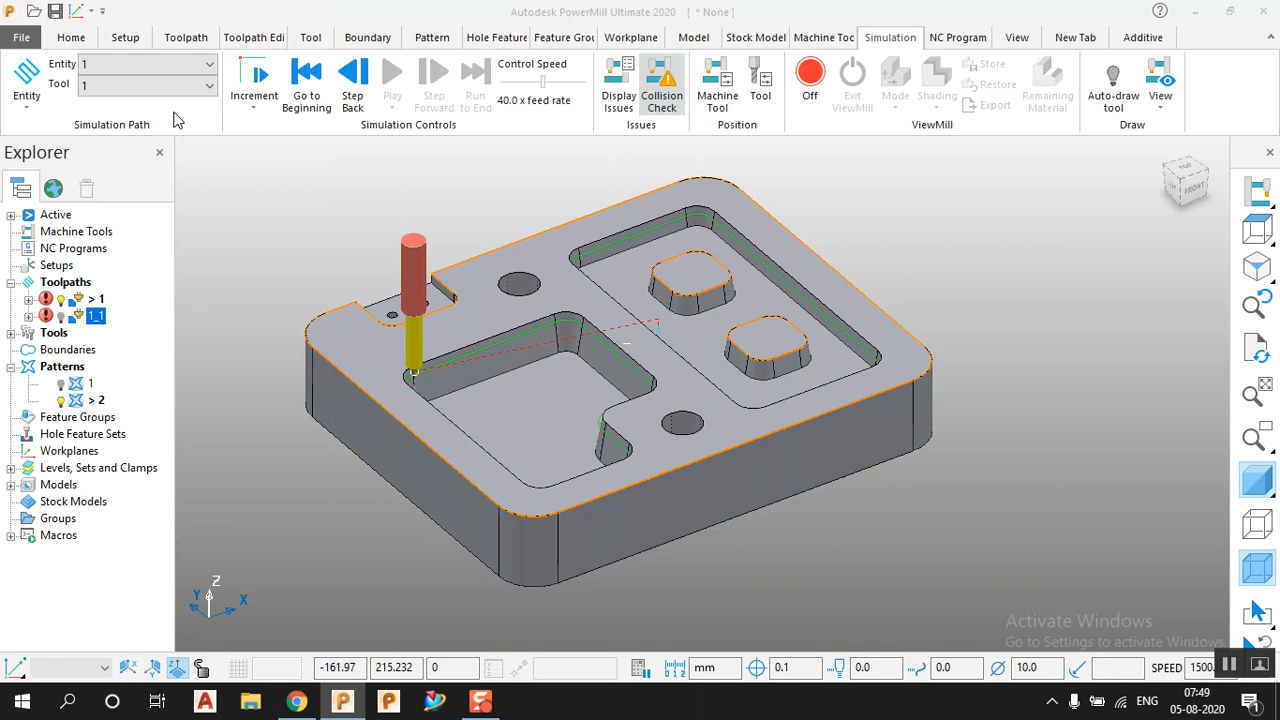 Autodesk PowerMill Ultimate 2020 [ * None ]
File Home Setup Toolpath Toolpath Edi Tool Boundary Pattern Hole Feature Feature Grou Workplane Model Stock Model Machine Toc Simulation NC Program View New Tab Additive
Entity
Entity 1
Tool 1
Simulation Path
Increment
Go to Beginning
Step Back
Play
Step Forward
Run to End
Control Speed
40.0 x feed rate
Simulation Controls
Display Issues
Collision Check
Issues
Machine Tool
Tool
Position
Off
Exit ViewMill
Mode
Shading
Store
Restore
Export
Remaining Material
ViewMill
Auto-draw tool
View
Draw
Explorer
Active
Machine Tools
NC Programs
Setups
Toolpaths
> 1
1_1
Tools
Boundaries
Patterns
1
> 2
Feature Groups
Hole Feature Sets
Workplanes
Levels, Sets and Clamps
Models
Stock Models
Groups
Macros
TOP
FRONT
Z
Y
X
Activate Windows
Go to Settings to activate Windows.
-161.97 215.232 0 mm 0.1 0.0 0.0 10.0 SPEED 1500.
ENG
07:49
05-08-2020